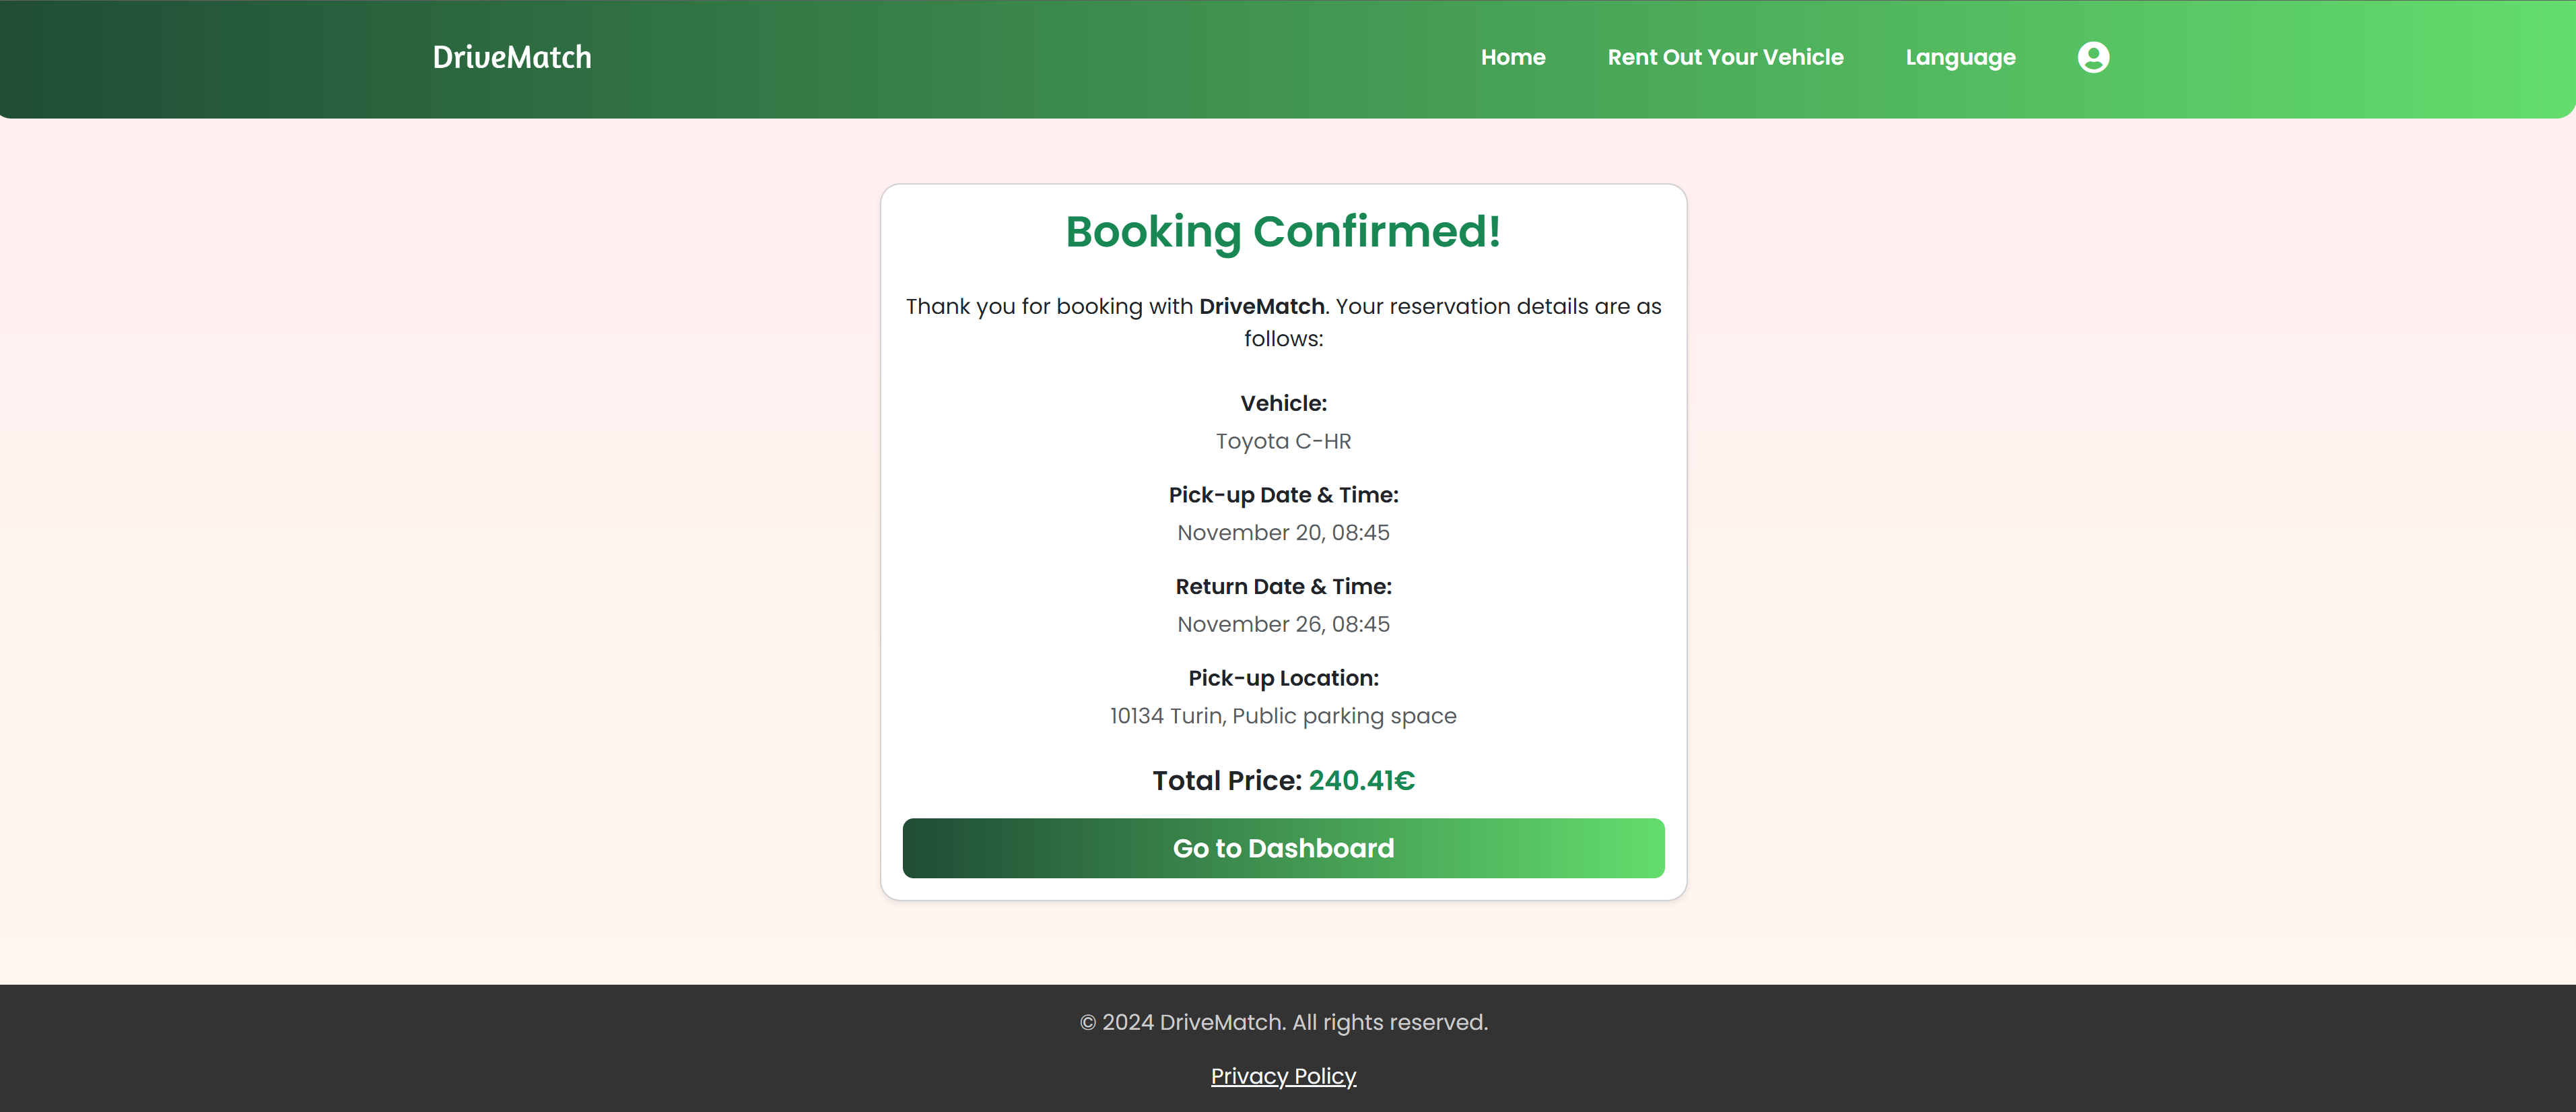 DriveMatch
Home
Rent Out Your Vehicle
Language
Booking Confirmed!
Thank you for booking with DriveMatch. Your reservation details are as
follows:
Vehicle:
Toyota C-HR
Pick-up Date & Time:
November 20, 08:45
Return Date & Time:
November 26, 08:45
Pick-up Location:
10134 Turin, Public parking space
Total Price: 240.41€
Go to Dashboard
© 2024 DriveMatch. All rights reserved.
Privacy Policy